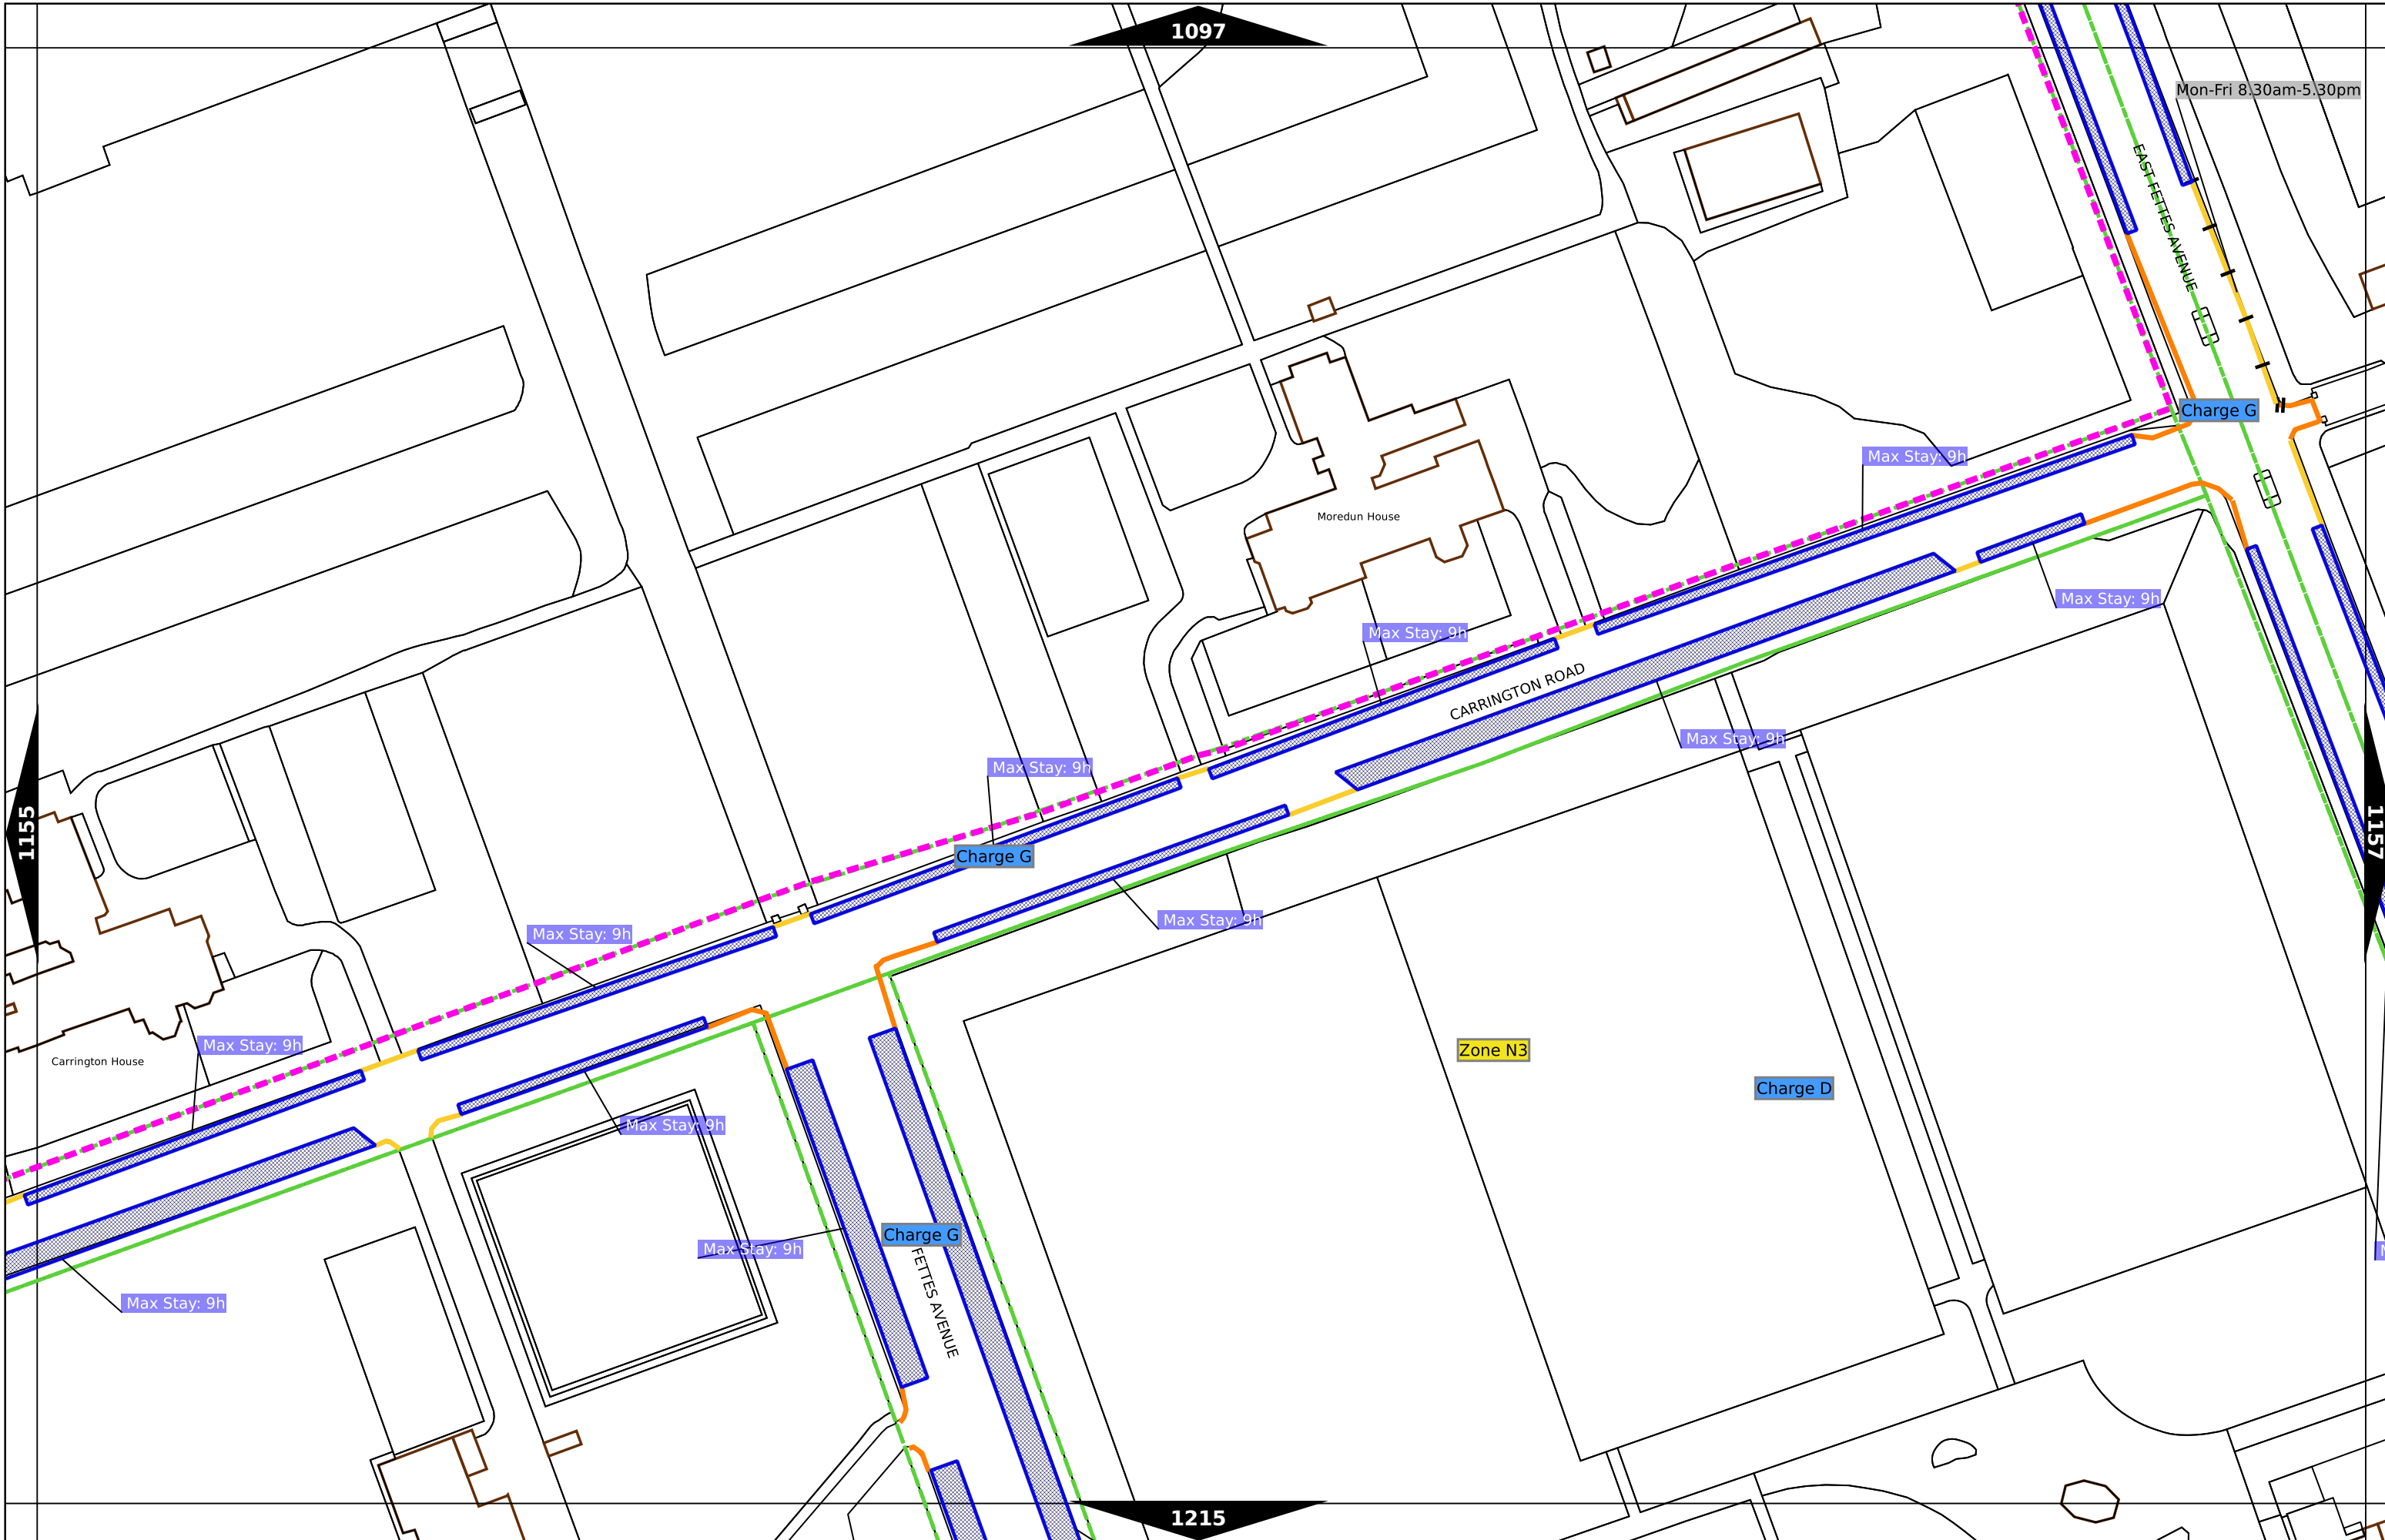 1097
Mon-Fri 8.30am-5.30pm
EAST FETTES AVENUE
Charge G
Max Stay: 9h
Moredun House
Max Stay: 9h
Max Stay: 9h
CARRINGTON ROAD
Max Stay: 9h
Max Stay: 9h
1155
1157
Charge G
Max Stay: 9h
Max Stay: 9h
Max Stay: 9h
Zone N3
Carrington House
Charge D
Max Stay: 9h
Charge G
Max Stay: 9h
FETTES AVENUE
Max Stay: 9h
1215